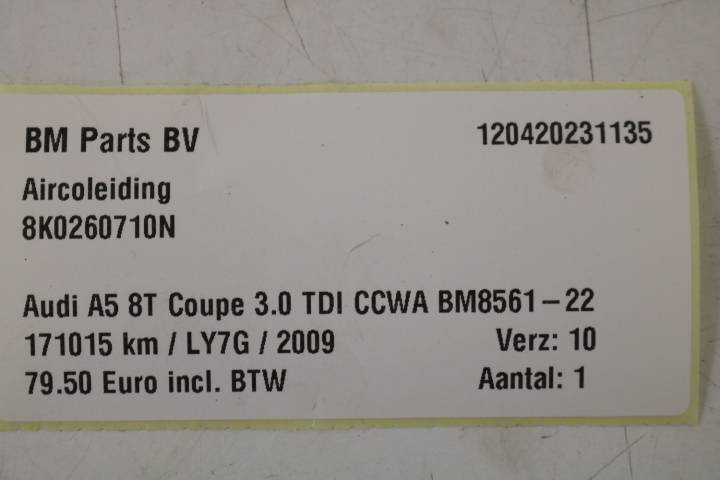 BM Parts BV 120420231135
Aircoleiding
8K0260710N
Audi A5 8T Coupe 3.0 TDI CCWA BM8561-22
171015 km / LY7G / 2009 Verz: 10
79.50 Euro incl. BTW Aantal: 1